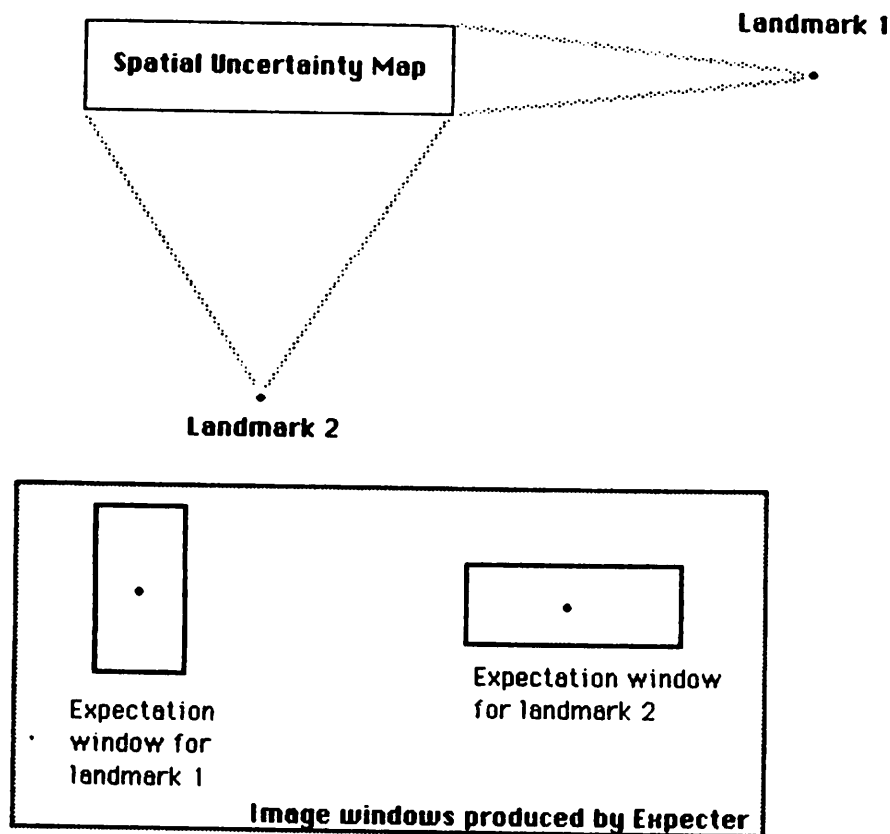 Landmark 1
Spatial Uncertainty Map
Landmark 2
Expectation
window for
landmark 1
Expectation window
for landmark 2
Image windows produced by Expecter